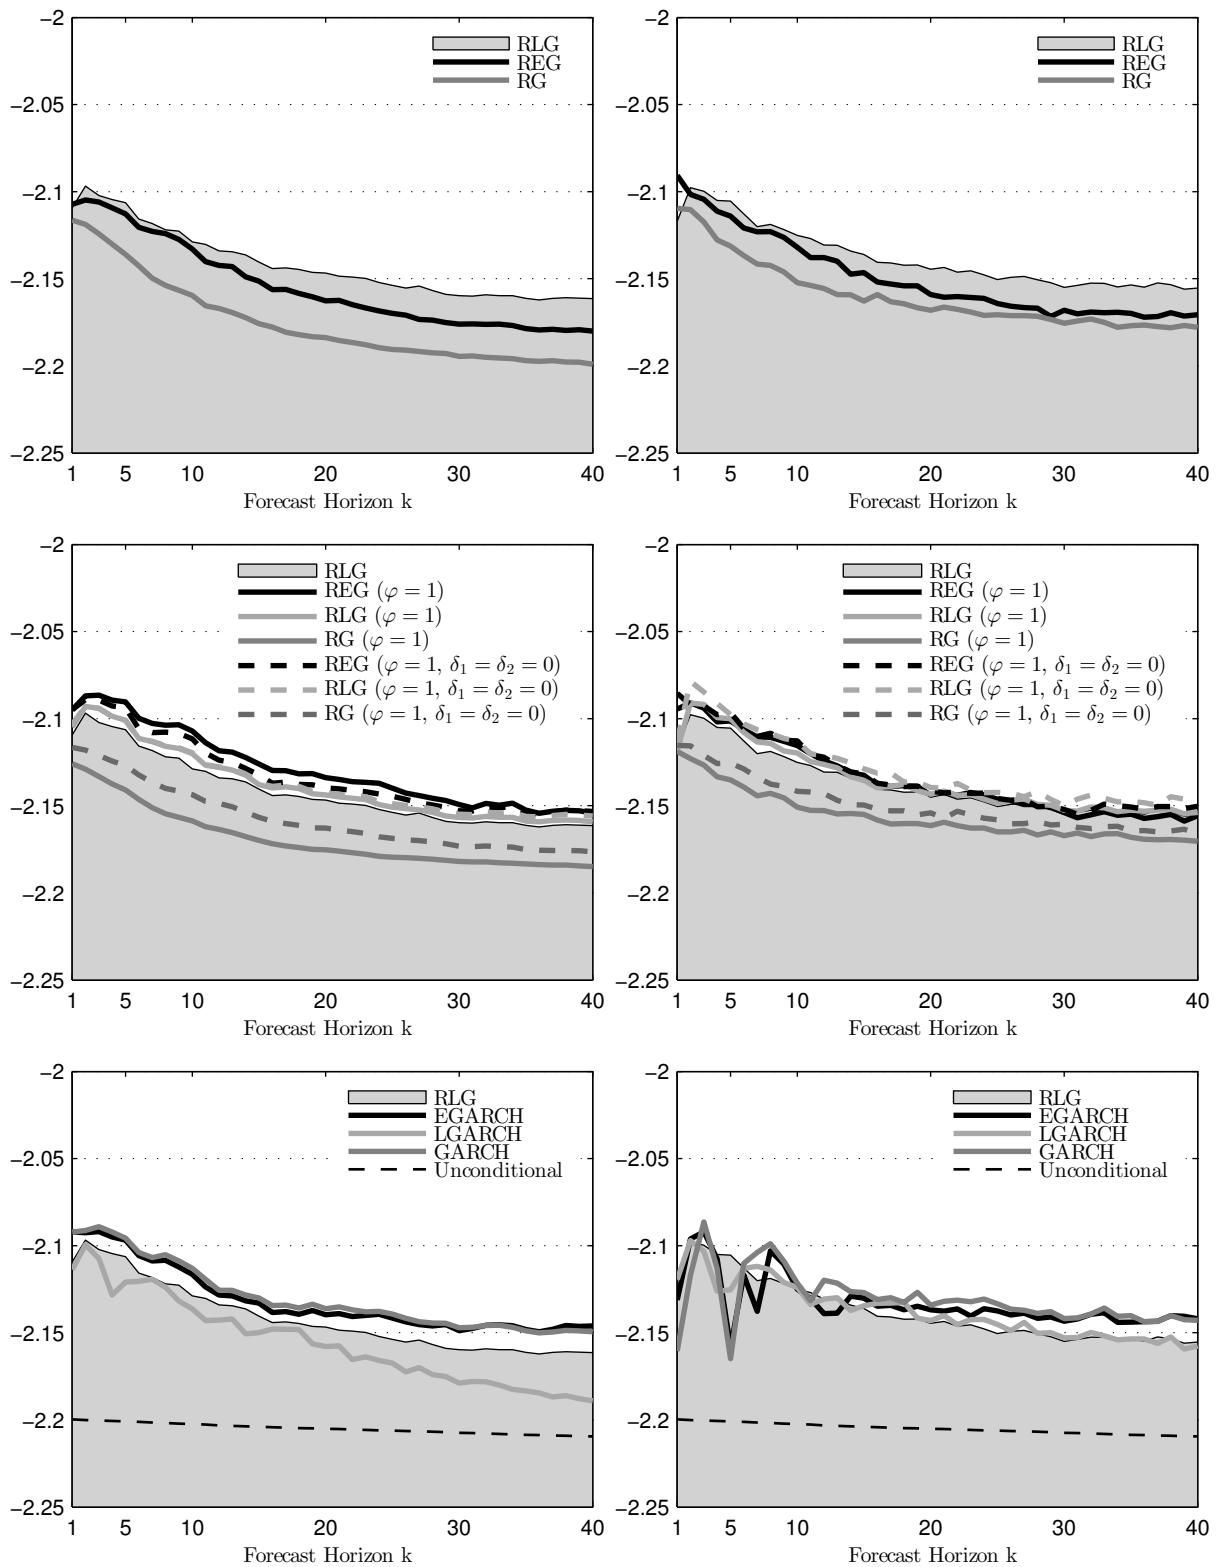 −2
−2.05
−2.1
−2.15
−2.2
−2.25
1 5 10 20 30 40
Forecast Horizon k
RLG
REG
RG
−2
−2.05
−2.1
−2.15
−2.2
−2.25
1 5 10 20 30 40
Forecast Horizon k
RLG
REG
RG
−2
−2.05
−2.1
−2.15
−2.2
−2.25
1 5 10 20 30 40
Forecast Horizon k
RLG
REG (φ = 1)
RLG (φ = 1)
RG (φ = 1)
REG (φ = 1, δ₁ = δ₂ = 0)
RLG (φ = 1, δ₁ = δ₂ = 0)
RG (φ = 1, δ₁ = δ₂ = 0)
−2
−2.05
−2.1
−2.15
−2.2
−2.25
1 5 10 20 30 40
Forecast Horizon k
RLG
REG (φ = 1)
RLG (φ = 1)
RG (φ = 1)
REG (φ = 1, δ₁ = δ₂ = 0)
RLG (φ = 1, δ₁ = δ₂ = 0)
RG (φ = 1, δ₁ = δ₂ = 0)
−2
−2.05
−2.1
−2.15
−2.2
−2.25
1 5 10 20 30 40
Forecast Horizon k
RLG
EGARCH
LGARCH
GARCH
Unconditional
−2
−2.05
−2.1
−2.15
−2.2
−2.25
1 5 10 20 30 40
Forecast Horizon k
RLG
EGARCH
LGARCH
GARCH
Unconditional